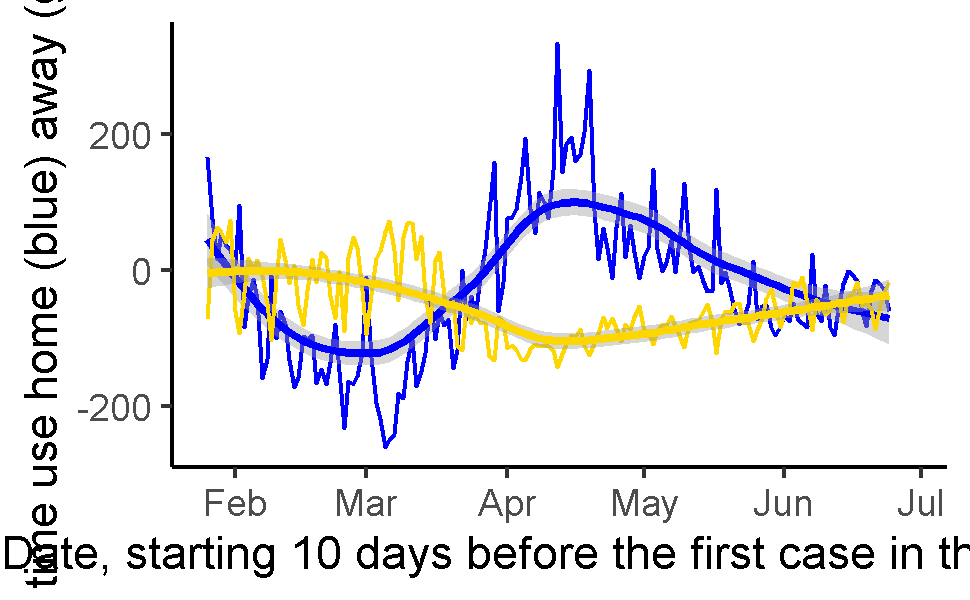 time use home (blue) away (
200
0
-200
Feb Mar Apr May Jun Jul
Date, starting 10 days before the first case in th